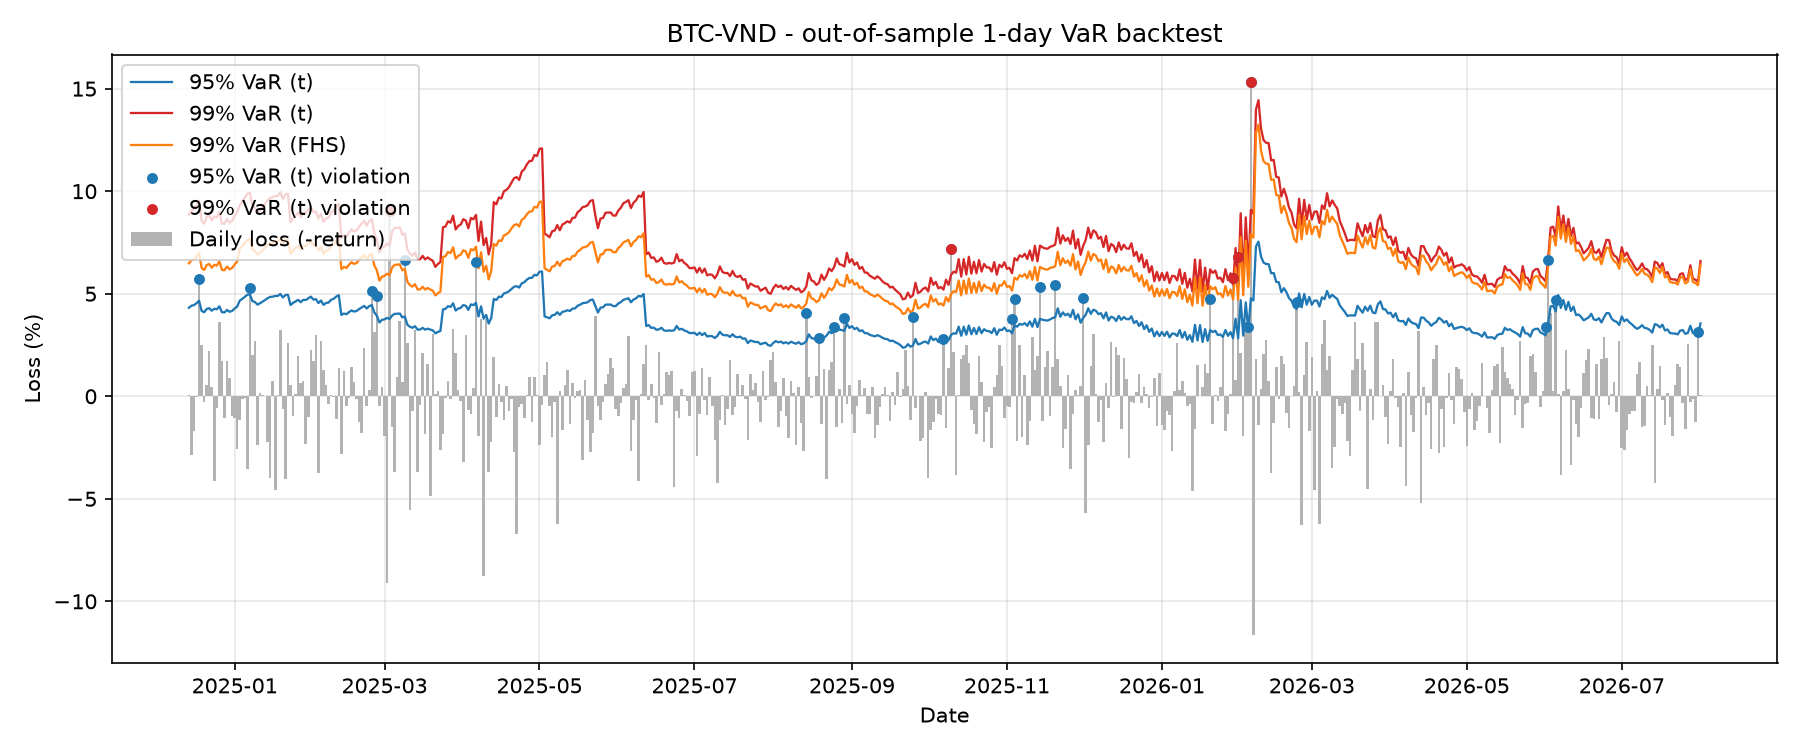 BTC-VND - out-of-sample 1-day VaR backtest
95% VaR (t)
99% VaR (t)
99% VaR (FHS)
95% VaR (t) violation
99% VaR (t) violation
Daily loss (-return)
Loss (%)
15
10
5
0
−5
−10
2025-01
2025-03
2025-05
2025-07
2025-09
2025-11
2026-01
2026-03
2026-05
2026-07
Date